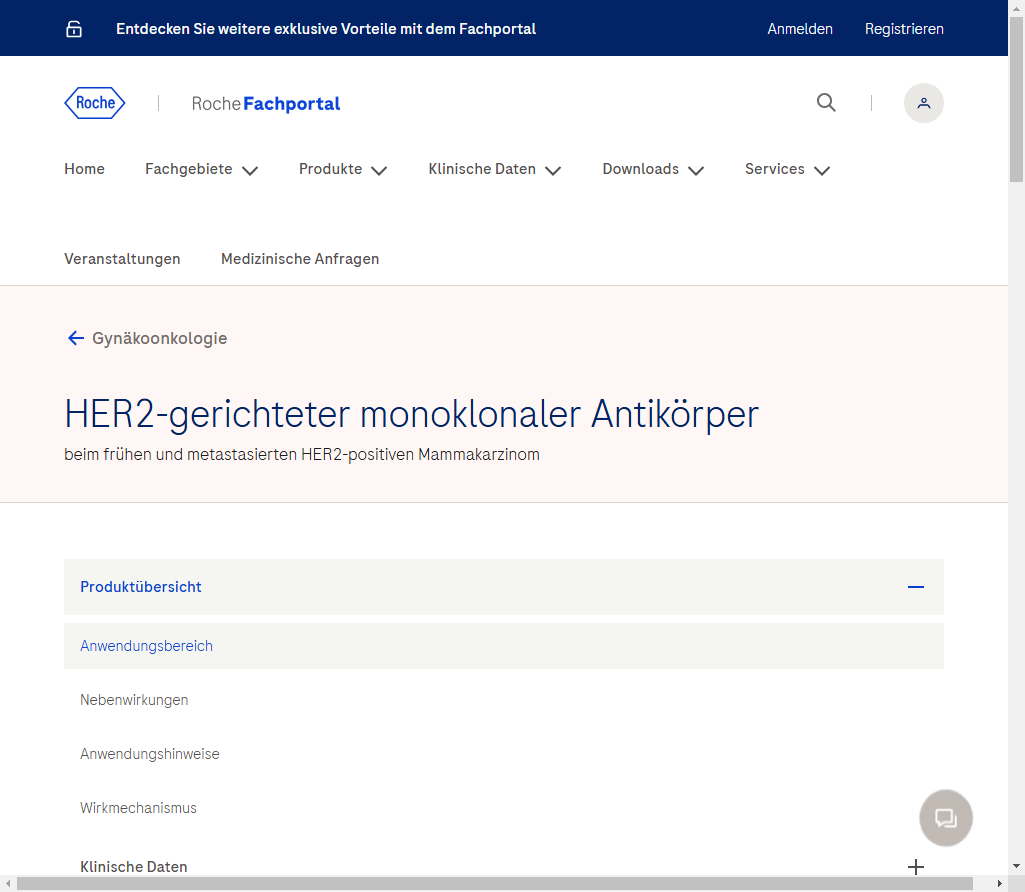 Entdecken Sie weitere exklusive Vorteile mit dem Fachportal
Anmelden
Registrieren
Roche
Roche Fachportal
Home
Fachgebiete
Produkte
Klinische Daten
Downloads
Services
Veranstaltungen
Medizinische Anfragen
Gynäkoonkologie
HER2-gerichteter monoklonaler Antikörper
beim frühen und metastasierten HER2-positiven Mammakarzinom
Produktübersicht
Anwendungsbereich
Nebenwirkungen
Anwendungshinweise
Wirkmechanismus
Klinische Daten